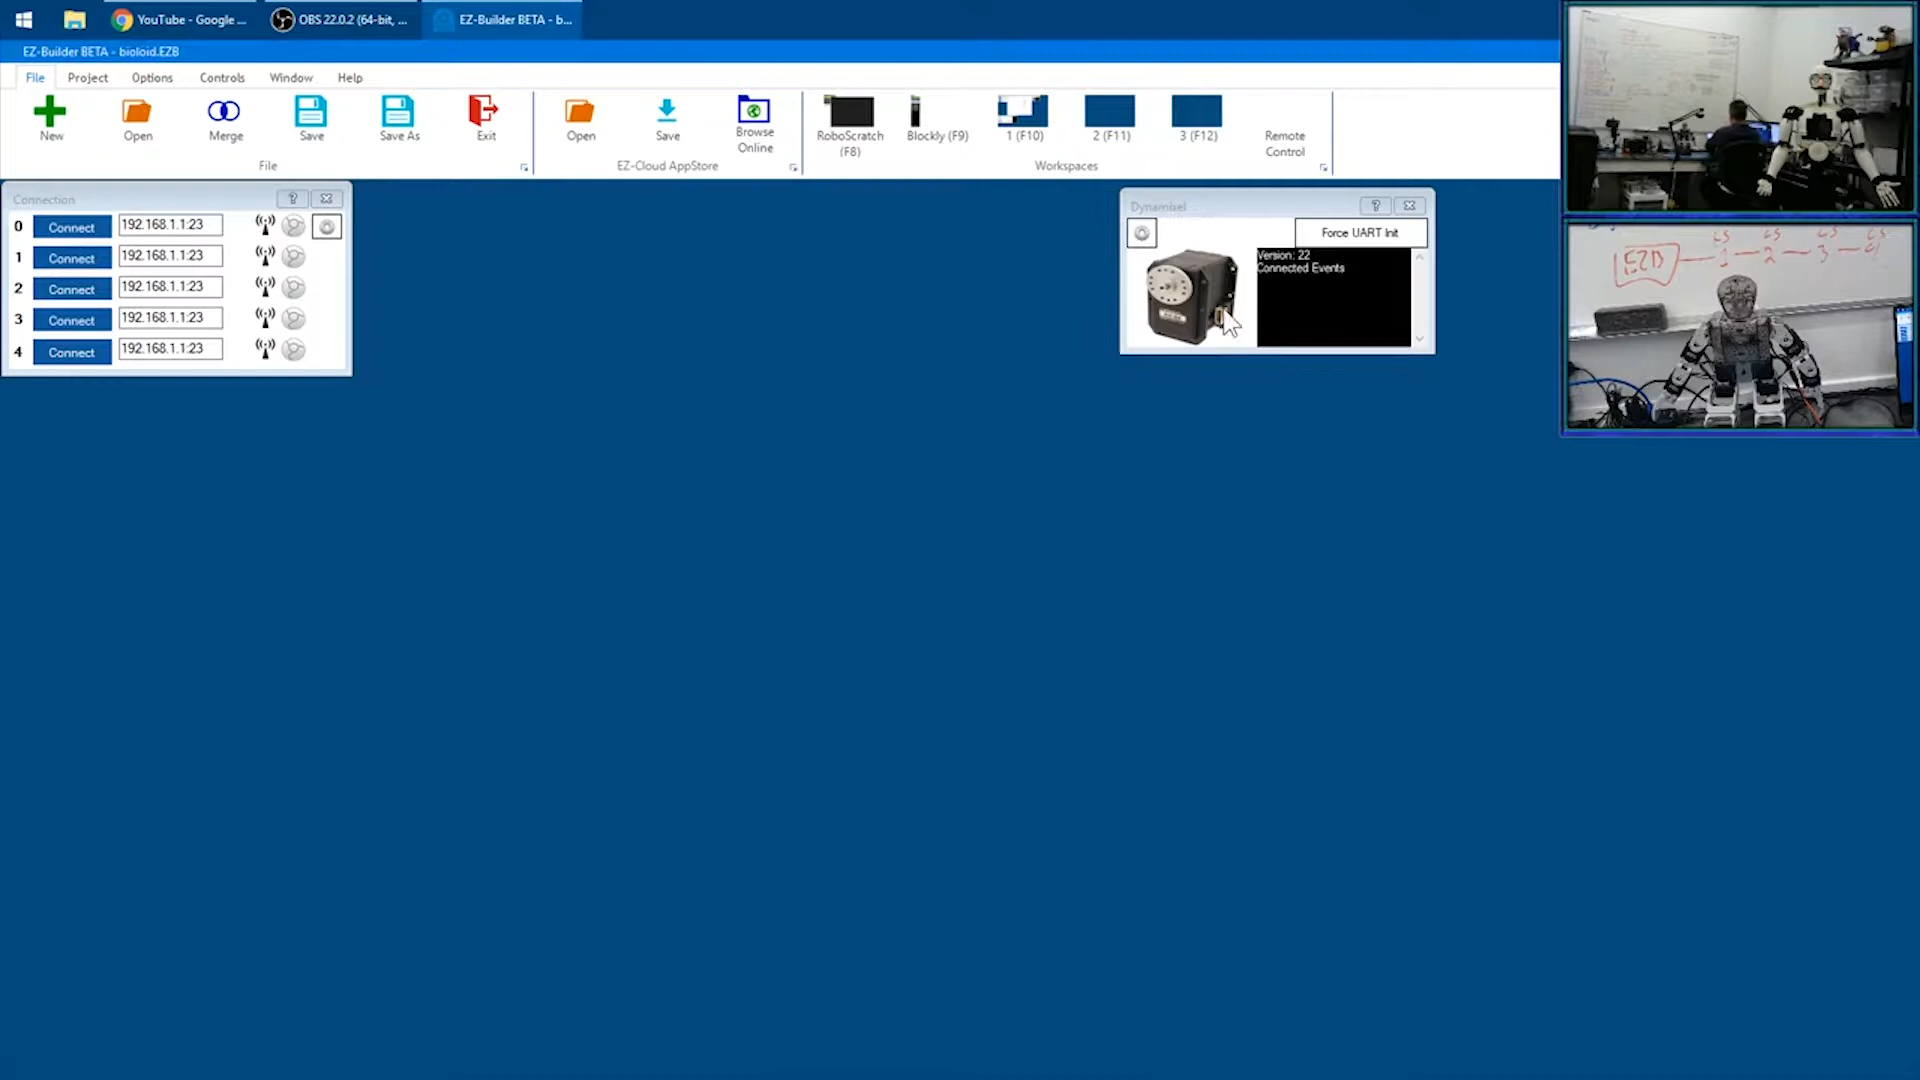 YouTube - Google ...
OBS 22.0.2 (64-bit, ...
EZ-Builder BETA - b...
EZ-Builder BETA - bioloid.EZB
File Project Options Controls Window Help
New
Open
Merge
Save
Save As
Exit
File
Open
Save
Browse
Online
EZ-Cloud AppStore
RoboScratch
(F8)
Blockly (F9)
1 (F10)
2 (F11)
3 (F12)
Remote
Control
Workspaces
Connection ?
0 Connect 192.168.1.1:23
1 Connect 192.168.1.1:23
2 Connect 192.168.1.1:23
3 Connect 192.168.1.1:23
4 Connect 192.168.1.1:23
Dynamixel ?
Force UART Init
Version: 22
Connected Events
EZB 1 2 3 4